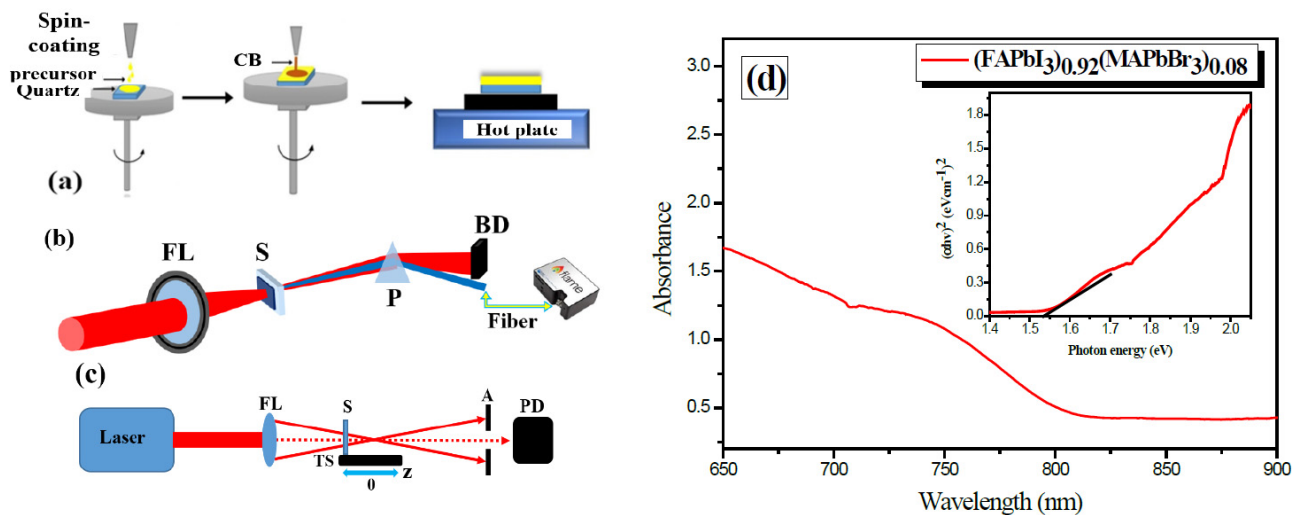 (a)
Spin-
coating
precursor
Quartz
CB
Hot plate
(b)
FL
S
P
BD
flame
Fiber
(c)
Laser
FL
S
TS
0
z
A
PD
(d)
(FAPbI3)0.92(MAPbBr3)0.08
Absorbance
3.0
2.5
2.0
1.5
1.0
0.5
650
700
750
800
850
900
Wavelength (nm)
(αhν)2 (eVcm-1)2
1.8
1.5
1.2
0.9
0.6
0.3
0.0
1.4
1.5
1.6
1.7
1.8
1.9
2.0
Photon energy (eV)